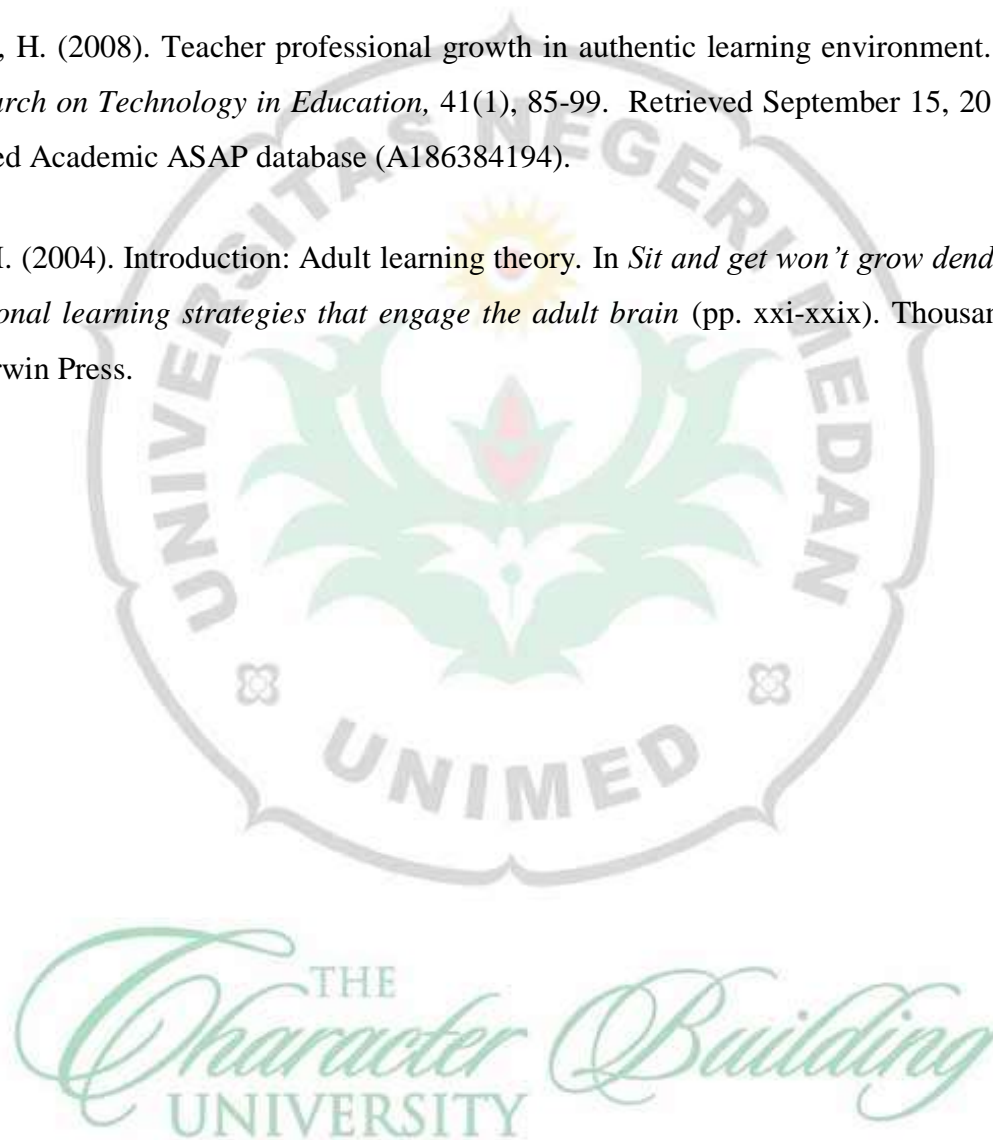 , H. (2008). Teacher professional growth in authentic learning environment.
arch on Technology in Education, 41(1), 85-99. Retrieved September 15, 20
ed Academic ASAP database (A186384194).
I. (2004). Introduction: Adult learning theory. In Sit and get won't grow dend
onal learning strategies that engage the adult brain (pp. xxi-xxix). Thousan
rwin Press.
UNIVERSITAS NEGERI MEDAN
UNIMED
THE
Character Building
UNIVERSITY